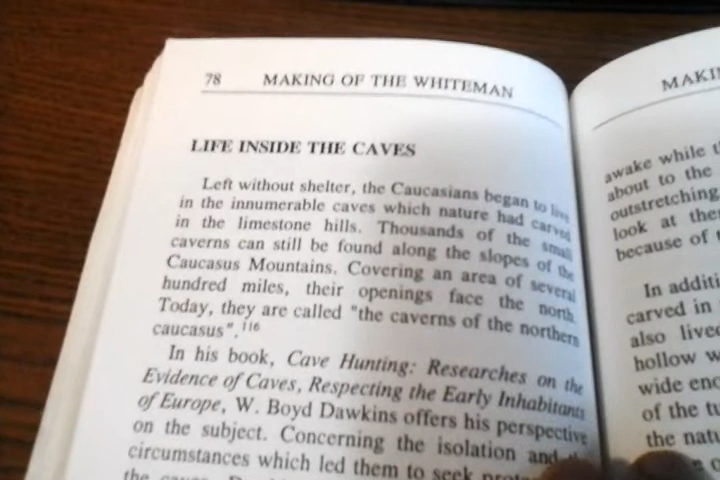 78 MAKING OF THE WHITEMAN
LIFE INSIDE THE CAVES
Left without shelter, the Caucasians began to live
in the innumerable caves which nature had carved
in the limestone hills. Thousands of the small
caverns can still be found along the slopes of the
Caucasus Mountains. Covering an area of several
hundred miles, their openings face the north.
Today, they are called "the caverns of the northern
caucasus".116
In his book, Cave Hunting: Researches on the
Evidence of Caves, Respecting the Early Inhabitants
of Europe, W. Boyd Dawkins offers his perspective
on the subject. Concerning the isolation and
circumstances which led them to seek
the
awake while
about to the
outstretching
look at
because of
In
carved in
also
hollow
wide
of the
the